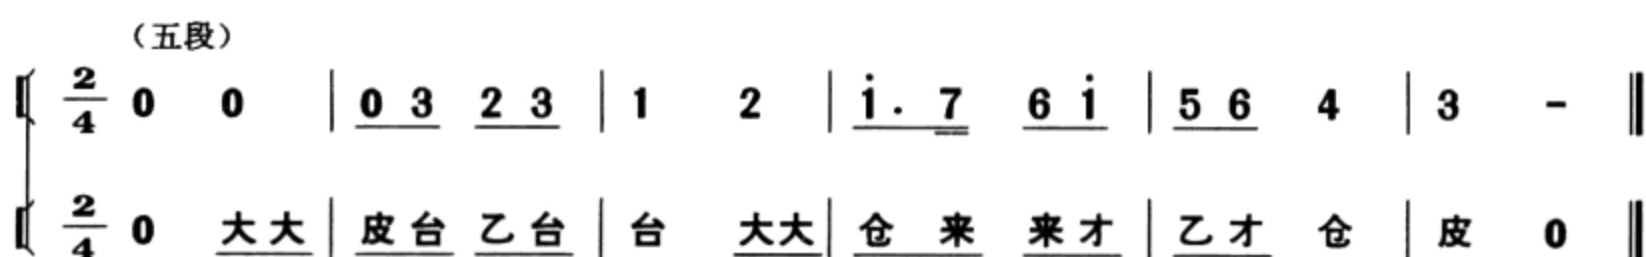 （五段）
2/4 0 0 | 0 3 2 3 | 1 2 | i̇. 7 6 i̇ | 5 6 4 | 3 - ‖
2/4 0 大大 | 皮台 乙台 | 台 大大 | 仓 来 来才 | 乙才 仓 | 皮 0 ‖